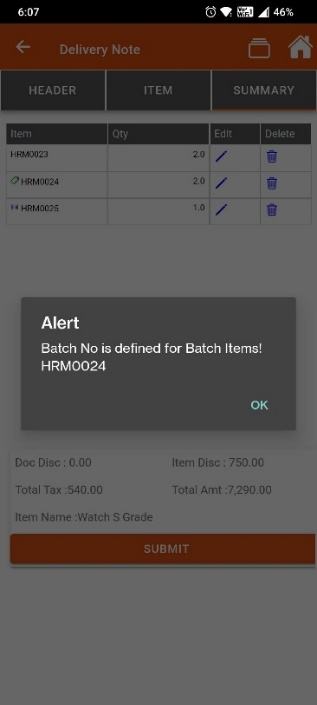 6:07
46%
Delivery Note
HEADER ITEM SUMMARY
Item Qty Edit Delete
HRM0023 2.0
HRM0024 2.0
HRM0025 1.0
Alert
Batch No is defined for Batch Items!
HRM0024
OK
Doc Disc : 0.00 Item Disc : 750.00
Total Tax :540.00 Total Amt :7,290.00
Item Name :Watch S Grade
SUBMIT